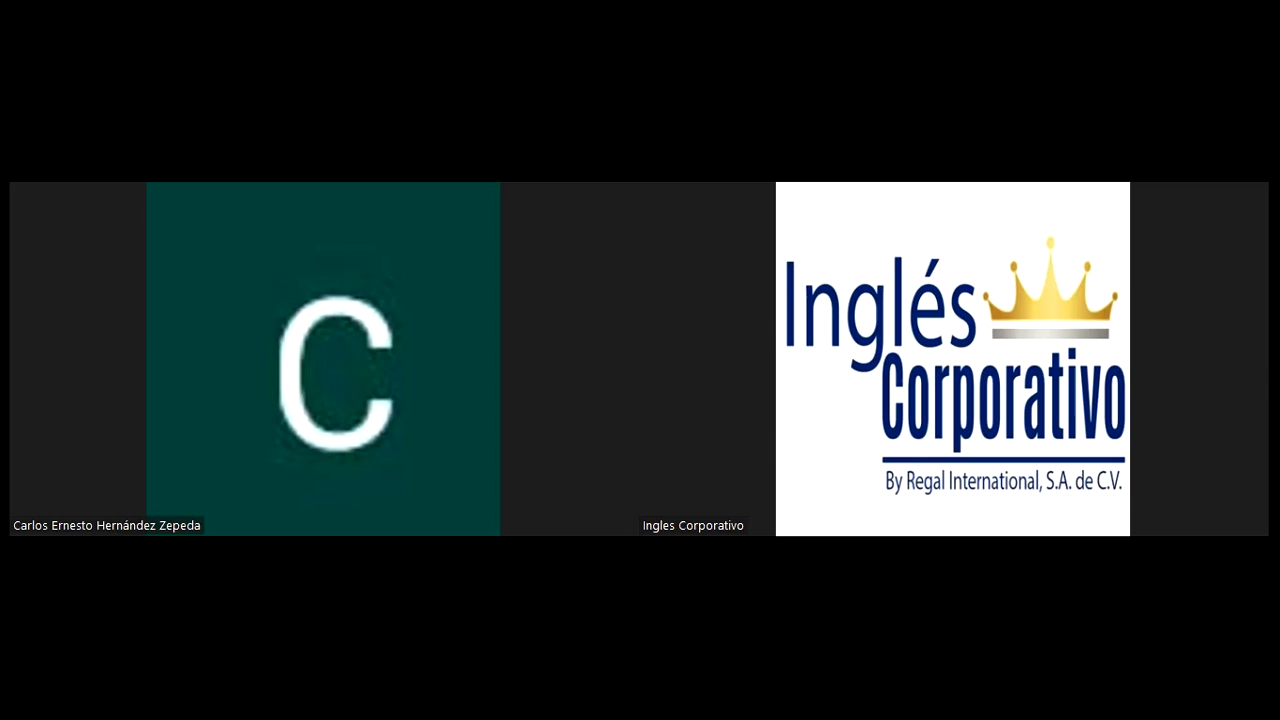 C
Carlos Ernesto Hernández Zepeda
Inglés
Corporativo
By Regal International, S.A. de C.V.
Ingles Corporativo